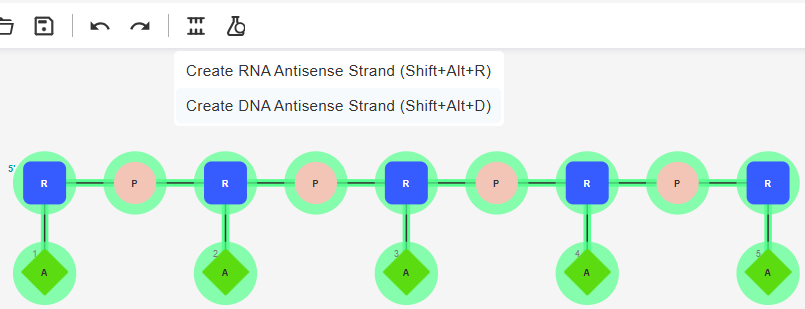 Create RNA Antisense Strand (Shift+Alt+R)
Create DNA Antisense Strand (Shift+Alt+D)
5' R P R P R P R P R
1 2 3 4 5
A A A A A